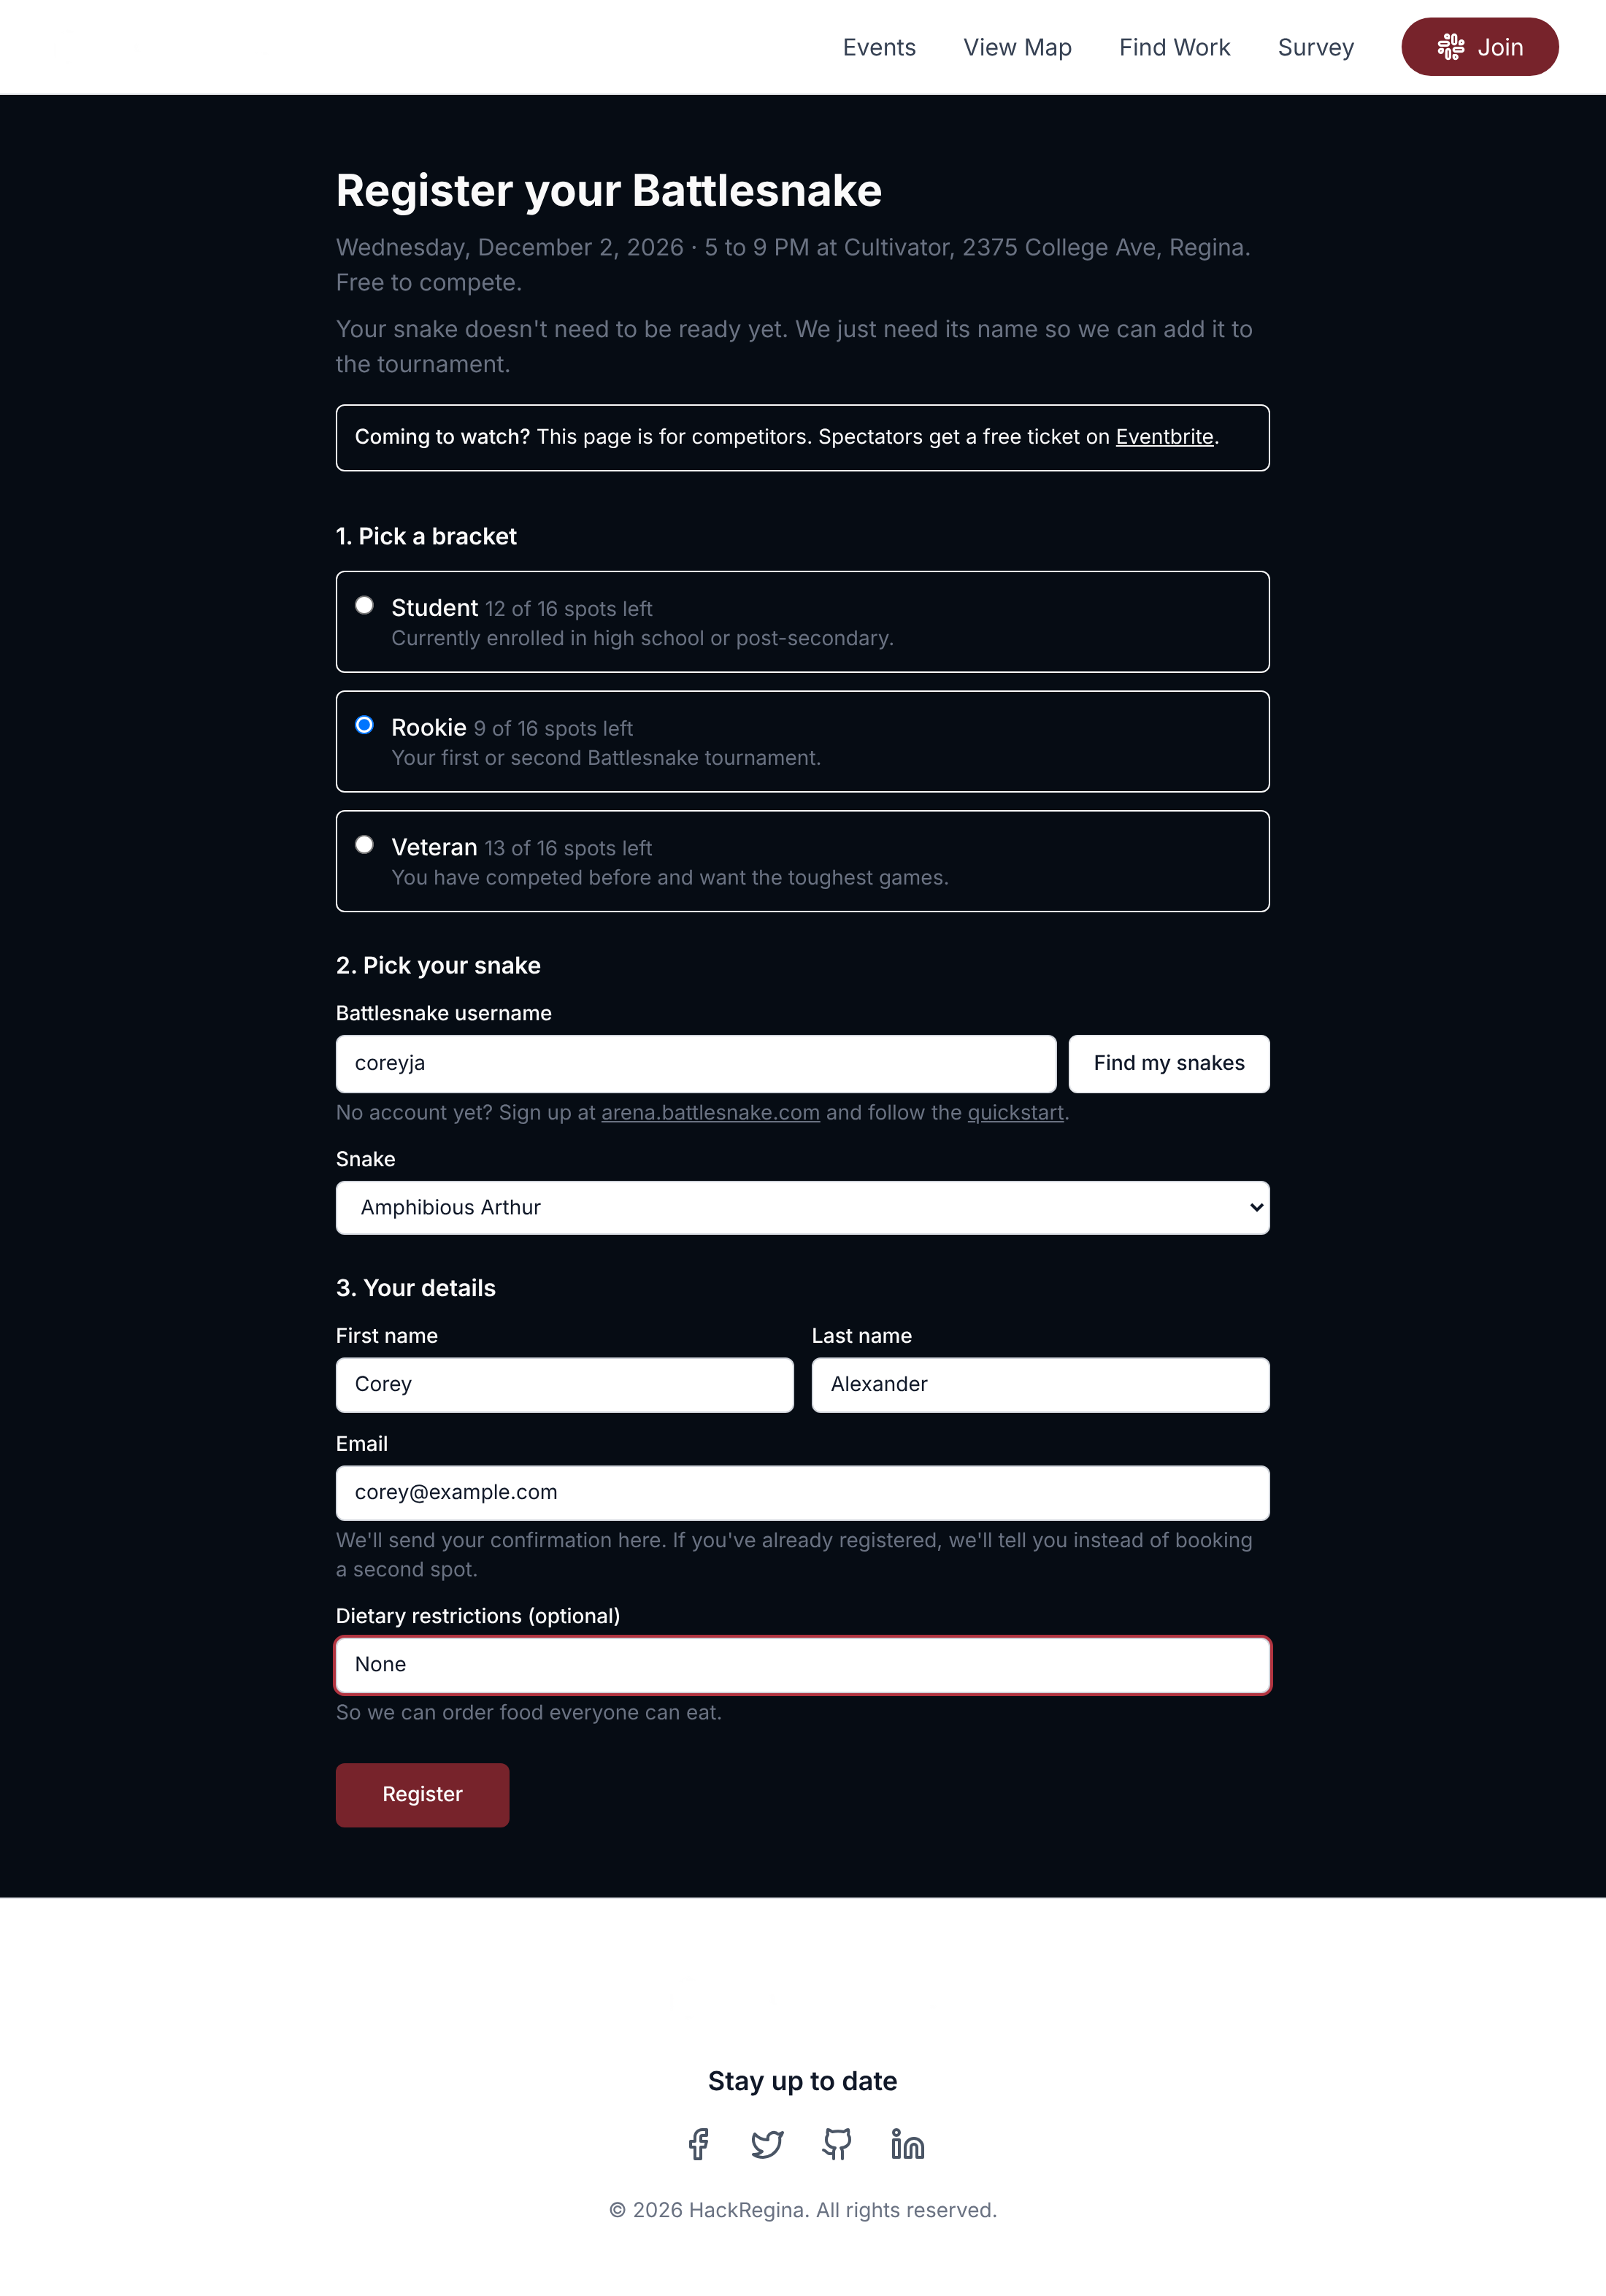 Events
View Map
Find Work
Survey
Join
Register your Battlesnake
Wednesday, December 2, 2026 · 5 to 9 PM at Cultivator, 2375 College Ave, Regina.
Free to compete.
Your snake doesn't need to be ready yet. We just need its name so we can add it to
the tournament.
Coming to watch? This page is for competitors. Spectators get a free ticket on Eventbrite.
1. Pick a bracket
Student 12 of 16 spots left
Currently enrolled in high school or post-secondary.
Rookie 9 of 16 spots left
Your first or second Battlesnake tournament.
Veteran 13 of 16 spots left
You have competed before and want the toughest games.
2. Pick your snake
Battlesnake username
coreyja
Find my snakes
No account yet? Sign up at arena.battlesnake.com and follow the quickstart.
Snake
Amphibious Arthur
3. Your details
First name
Last name
Corey
Alexander
Email
corey@example.com
We'll send your confirmation here. If you've already registered, we'll tell you instead of booking
a second spot.
Dietary restrictions (optional)
None
So we can order food everyone can eat.
Register
Stay up to date
© 2026 HackRegina. All rights reserved.